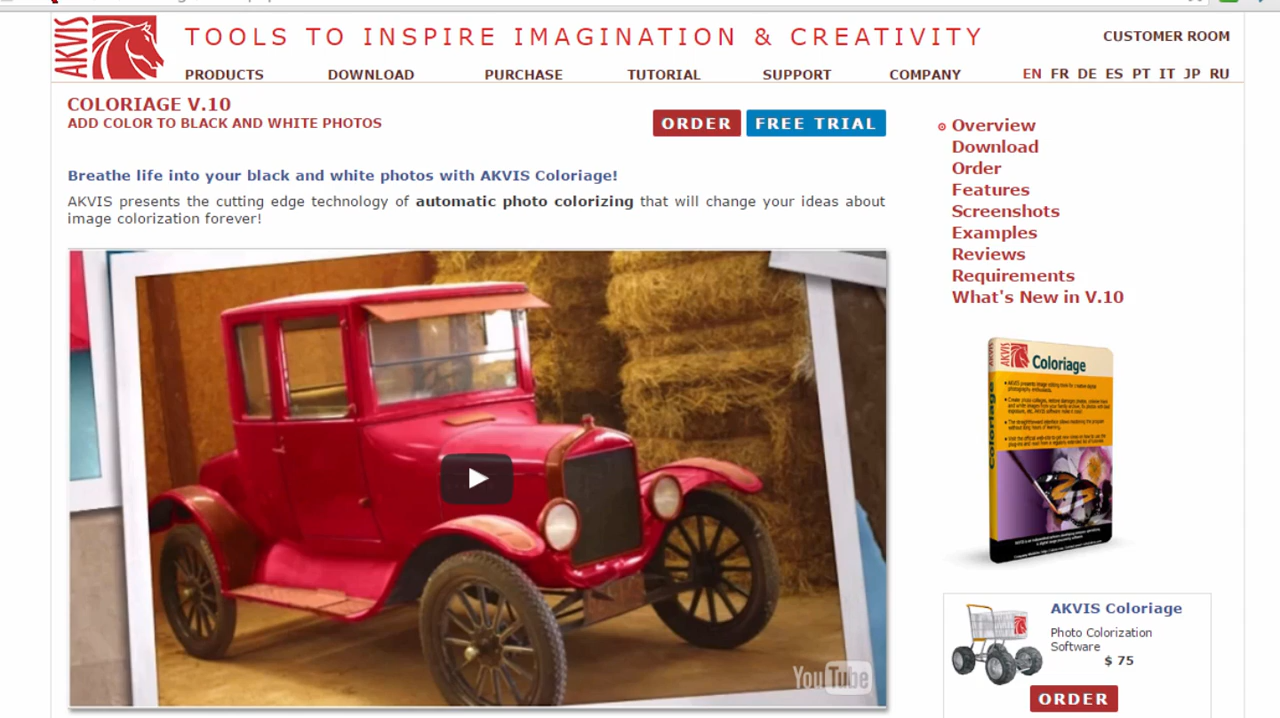 AKVIS
TOOLS TO INSPIRE IMAGINATION & CREATIVITY
CUSTOMER ROOM
PRODUCTS DOWNLOAD PURCHASE TUTORIAL SUPPORT COMPANY
EN FR DE ES PT IT JP RU
COLORIAGE V.10
ADD COLOR TO BLACK AND WHITE PHOTOS
ORDER FREE TRIAL
Breathe life into your black and white photos with AKVIS Coloriage!
AKVIS presents the cutting edge technology of automatic photo colorizing that will change your ideas about
image colorization forever!
YouTube
Overview
Download
Order
Features
Screenshots
Examples
Reviews
Requirements
What's New in V.10
AKVIS Coloriage
Coloriage
AKVIS Coloriage
Photo Colorization
Software
$ 75
ORDER